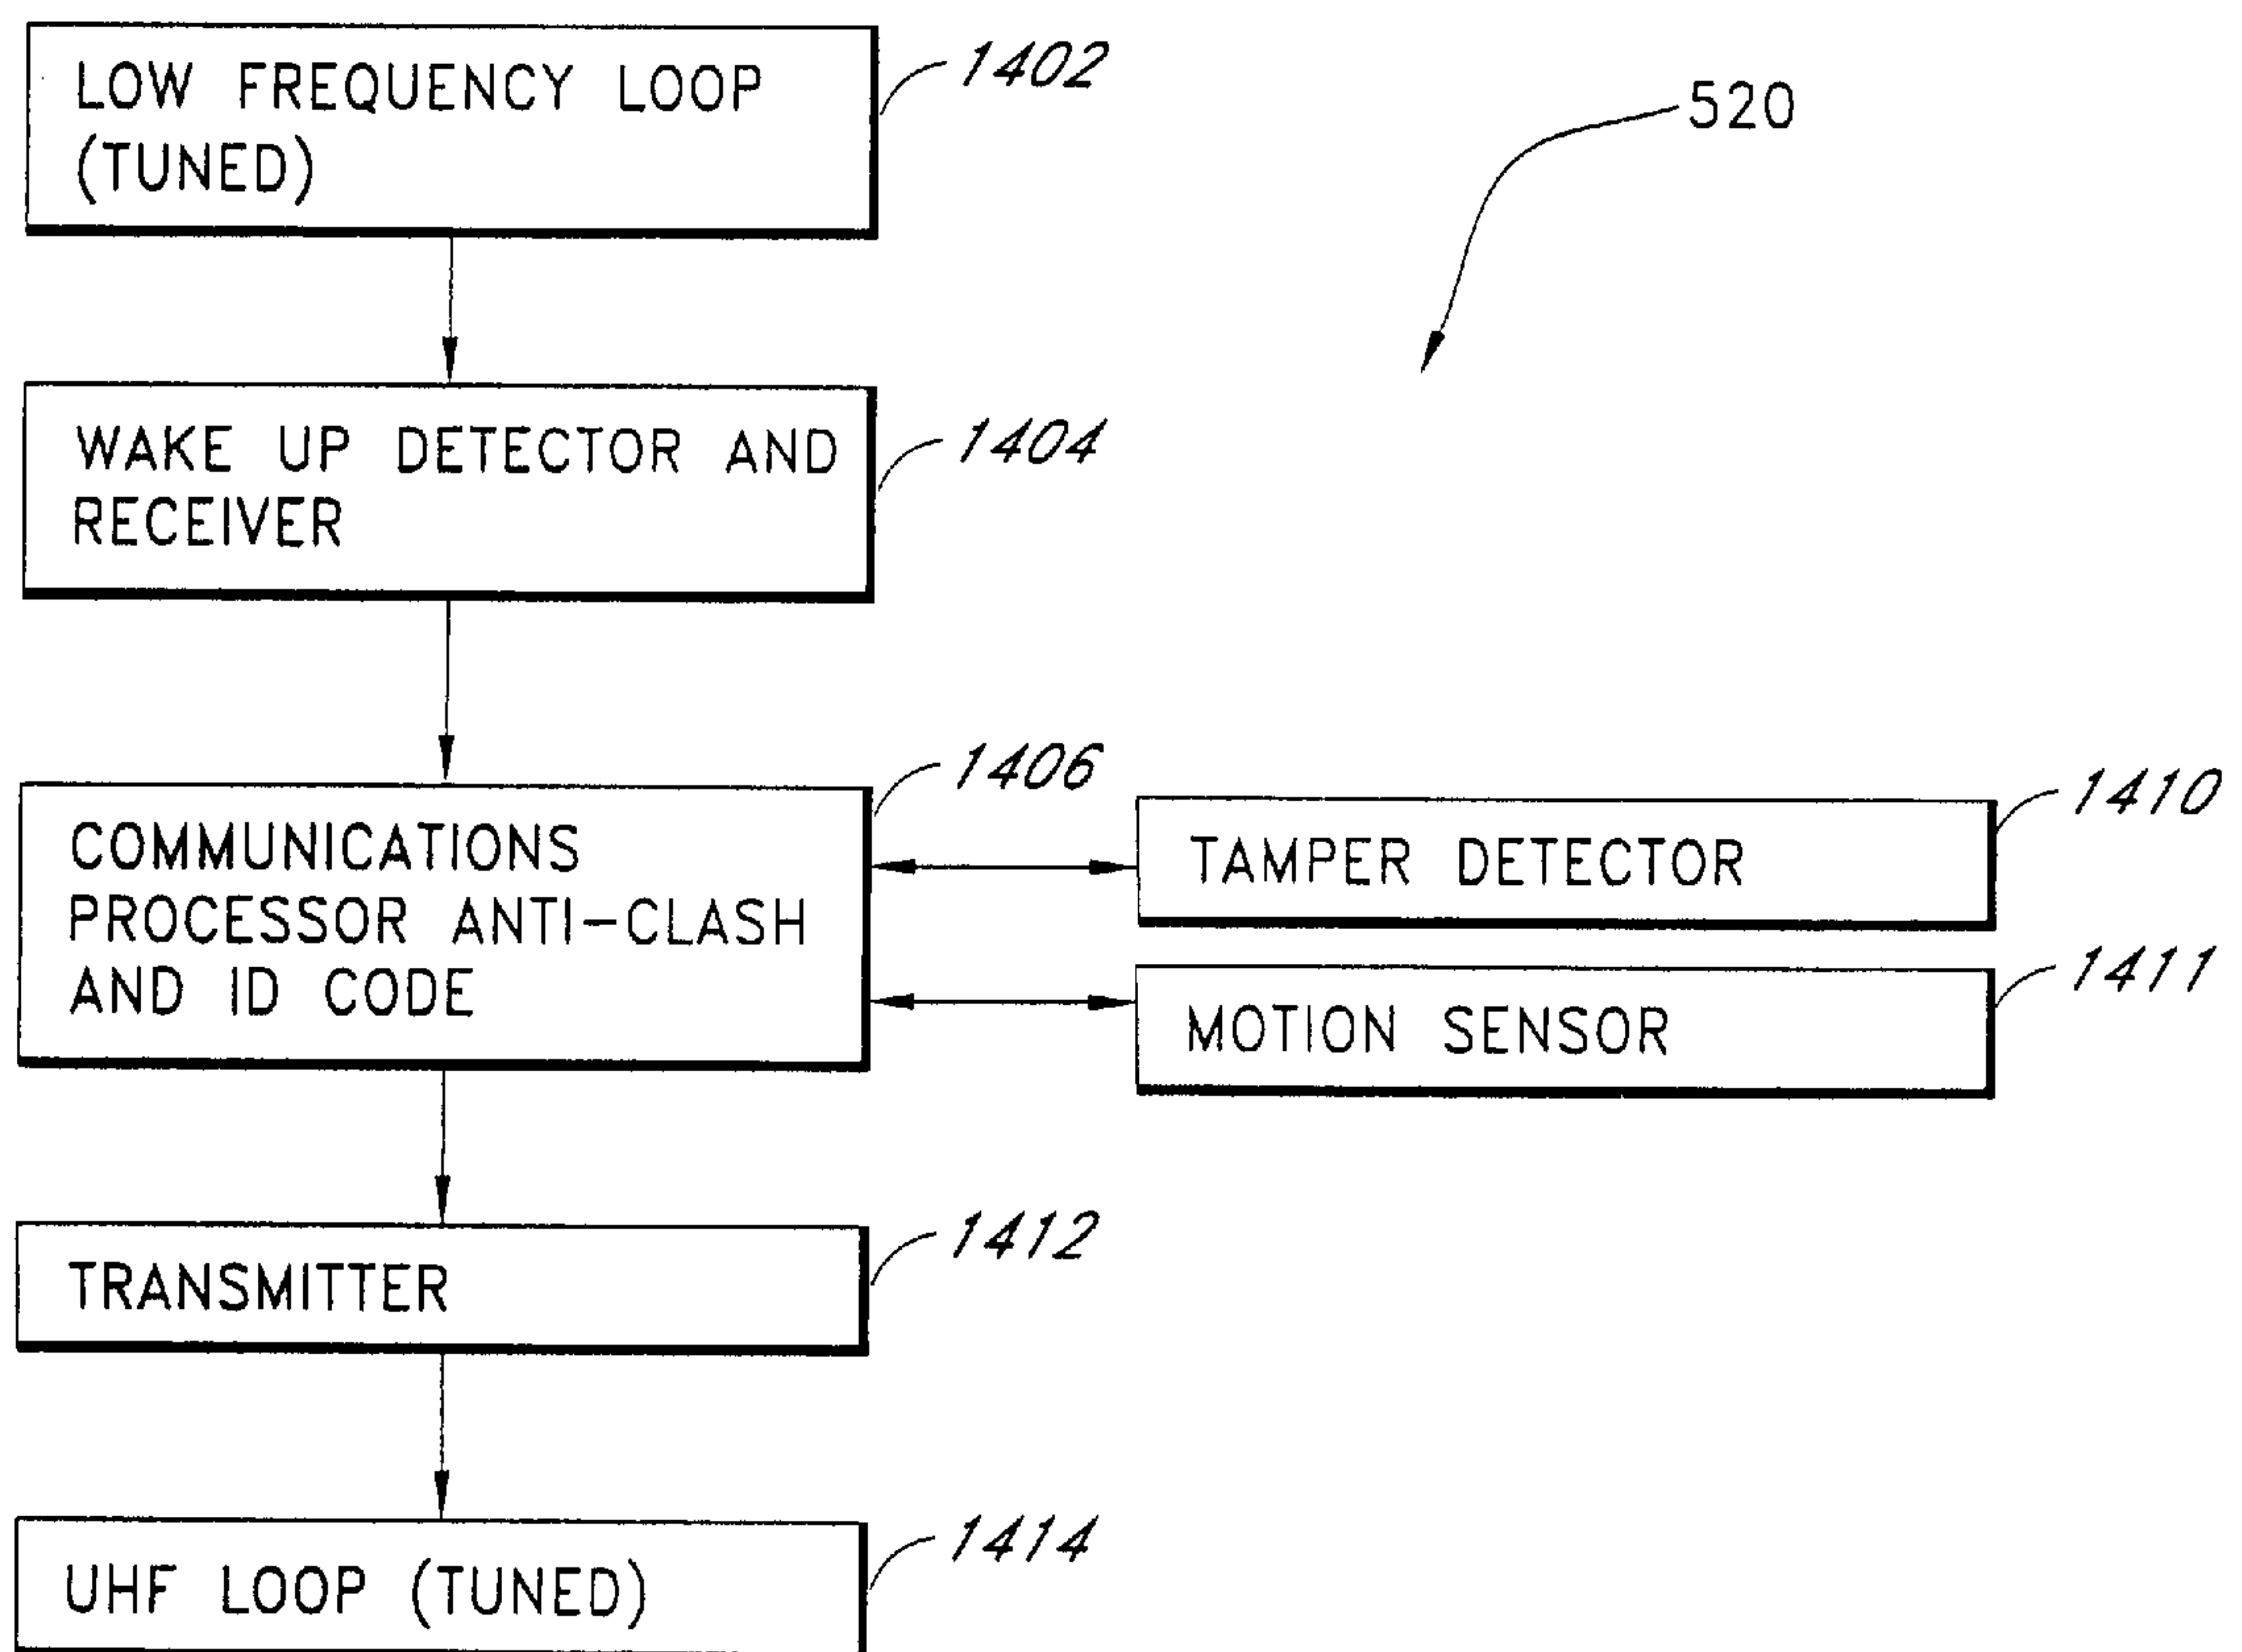 LOW FREQUENCY LOOP
(TUNED)
1402
520
WAKE UP DETECTOR AND
RECEIVER
1404
COMMUNICATIONS
PROCESSOR ANTI-CLASH
AND ID CODE
1406
TAMPER DETECTOR
1410
MOTION SENSOR
1411
TRANSMITTER
1412
UHF LOOP (TUNED)
1414